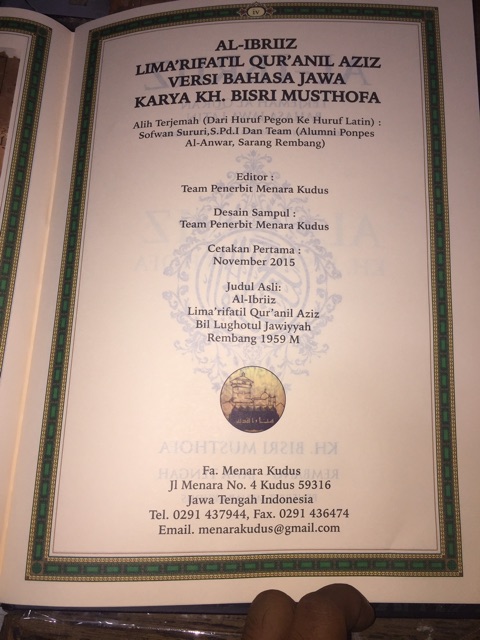 iv
AL-IBRIIZ
LIMA'RIFATIL QUR'ANIL AZIZ
VERSI BAHASA JAWA
KARYA KH. BISRI MUSTHOFA
Alih Terjemah (Dari Huruf Pegon Ke Huruf Latin) :
Sofwan Sururi,S.Pd.I Dan Team (Alumni Ponpes
Al-Anwar, Sarang Rembang)
Editor :
Team Penerbit Menara Kudus
Desain Sampul :
Team Penerbit Menara Kudus
Cetakan Pertama :
November 2015
Judul Asli:
Al-Ibriiz
Lima'rifatil Qur'anil Aziz
Bil Lughotul Jawiyyah
Rembang 1959 M
Fa. Menara Kudus
Jl Menara No. 4 Kudus 59316
Jawa Tengah Indonesia
Tel. 0291 437944, Fax. 0291 436474
Email. menarakudus@gmail.com